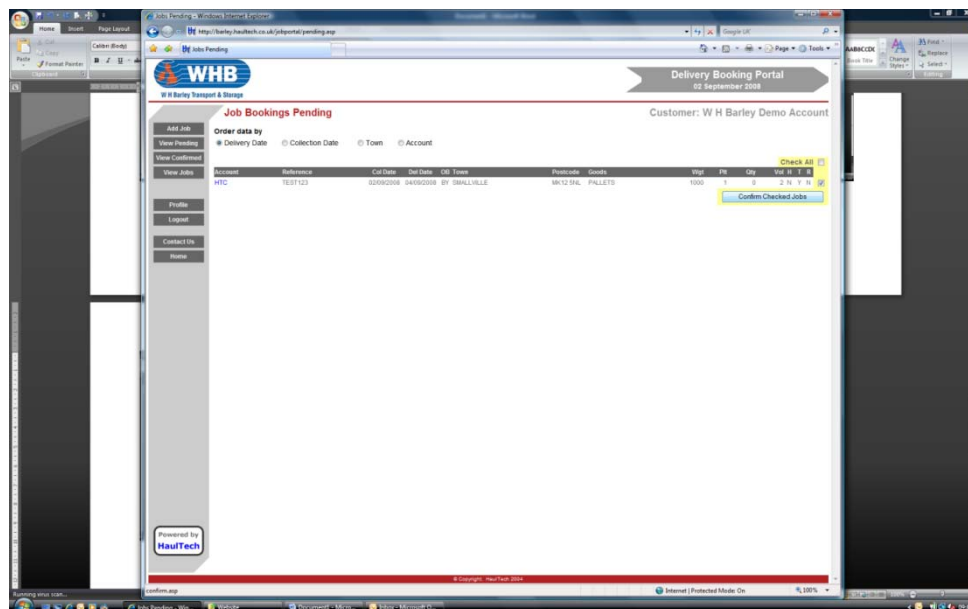 Jobs Pending - Windows Internet Explorer
http://barley.haultech.co.uk/jobportal/pending.asp
Google UK
Home Insert Page Layout
Jobs Pending
Page Tools
Cut
Copy
Paste Format Painter
Calibri (Body)
B I U
Clipboard
AABBCCDC
Book Title
Change Styles
Find
Replace
Select
Editing
WHB
W H Barley Transport & Storage
Delivery Booking Portal
02 September 2008
Job Bookings Pending
Customer: W H Barley Demo Account
Add Job
View Pending
View Confirmed
View Jobs
Profile
Logout
Contact Us
Home
Order data by
Delivery Date Collection Date Town Account
Check All
Account Reference Col Date Del Date OB Town Postcode Goods Wgt Plt Qty Vol H T R
HTC TEST123 02/09/2008 04/09/2008 BY SMALLVILLE MK12 5NL PALLETS 1000 1 0 2 N Y N
Confirm Checked Jobs
Powered by
HaulTech
© Copyright HaulTech 2004
Running virus scan...
confirm.asp
Internet | Protected Mode: On
100%
Jobs Pending - Win...
Website
Document1 - Micro...
Inbox - Microsoft O...